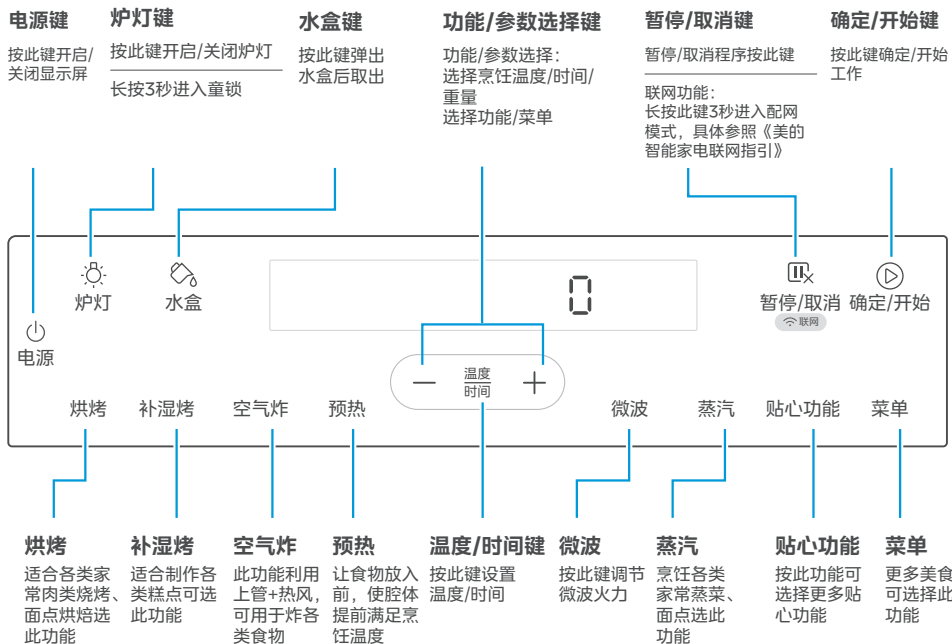 电源键
按此键开启/
关闭显示屏
炉灯键
按此键开启/关闭炉灯
长按3秒进入童锁
水盒键
按此键弹出
水盒后取出
功能/参数选择键
功能/参数选择：
选择烹饪温度/时间/
重量
选择功能/菜单
暂停/取消键
暂停/取消程序按此键
联网功能：
长按此键3秒进入配网
模式，具体参照《美的
智能家电联网指引》
确定/开始键
按此键确定/开始
工作
炉灯
水盒
0
暂停/取消
联网
确定/开始
电源
温度
时间
烘烤
补湿烤
空气炸
预热
微波
蒸汽
贴心功能
菜单
烘烤
适合各类家
常肉类烧烤、
面点烘焙选
此功能
补湿烤
适合制作各
类糕点可选
此功能
空气炸
此功能利用
上管+热风，
可用于炸各
类食物
预热
让食物放入
前，使腔体
提前满足烹
饪温度
温度/时间键
按此键设置
温度/时间
微波
按此键调节
微波火力
蒸汽
烹饪各类
家常蒸菜、
面点选此
功能
贴心功能
按此功能可
选择更多贴
心功能
菜单
更多美食
可选择此
功能